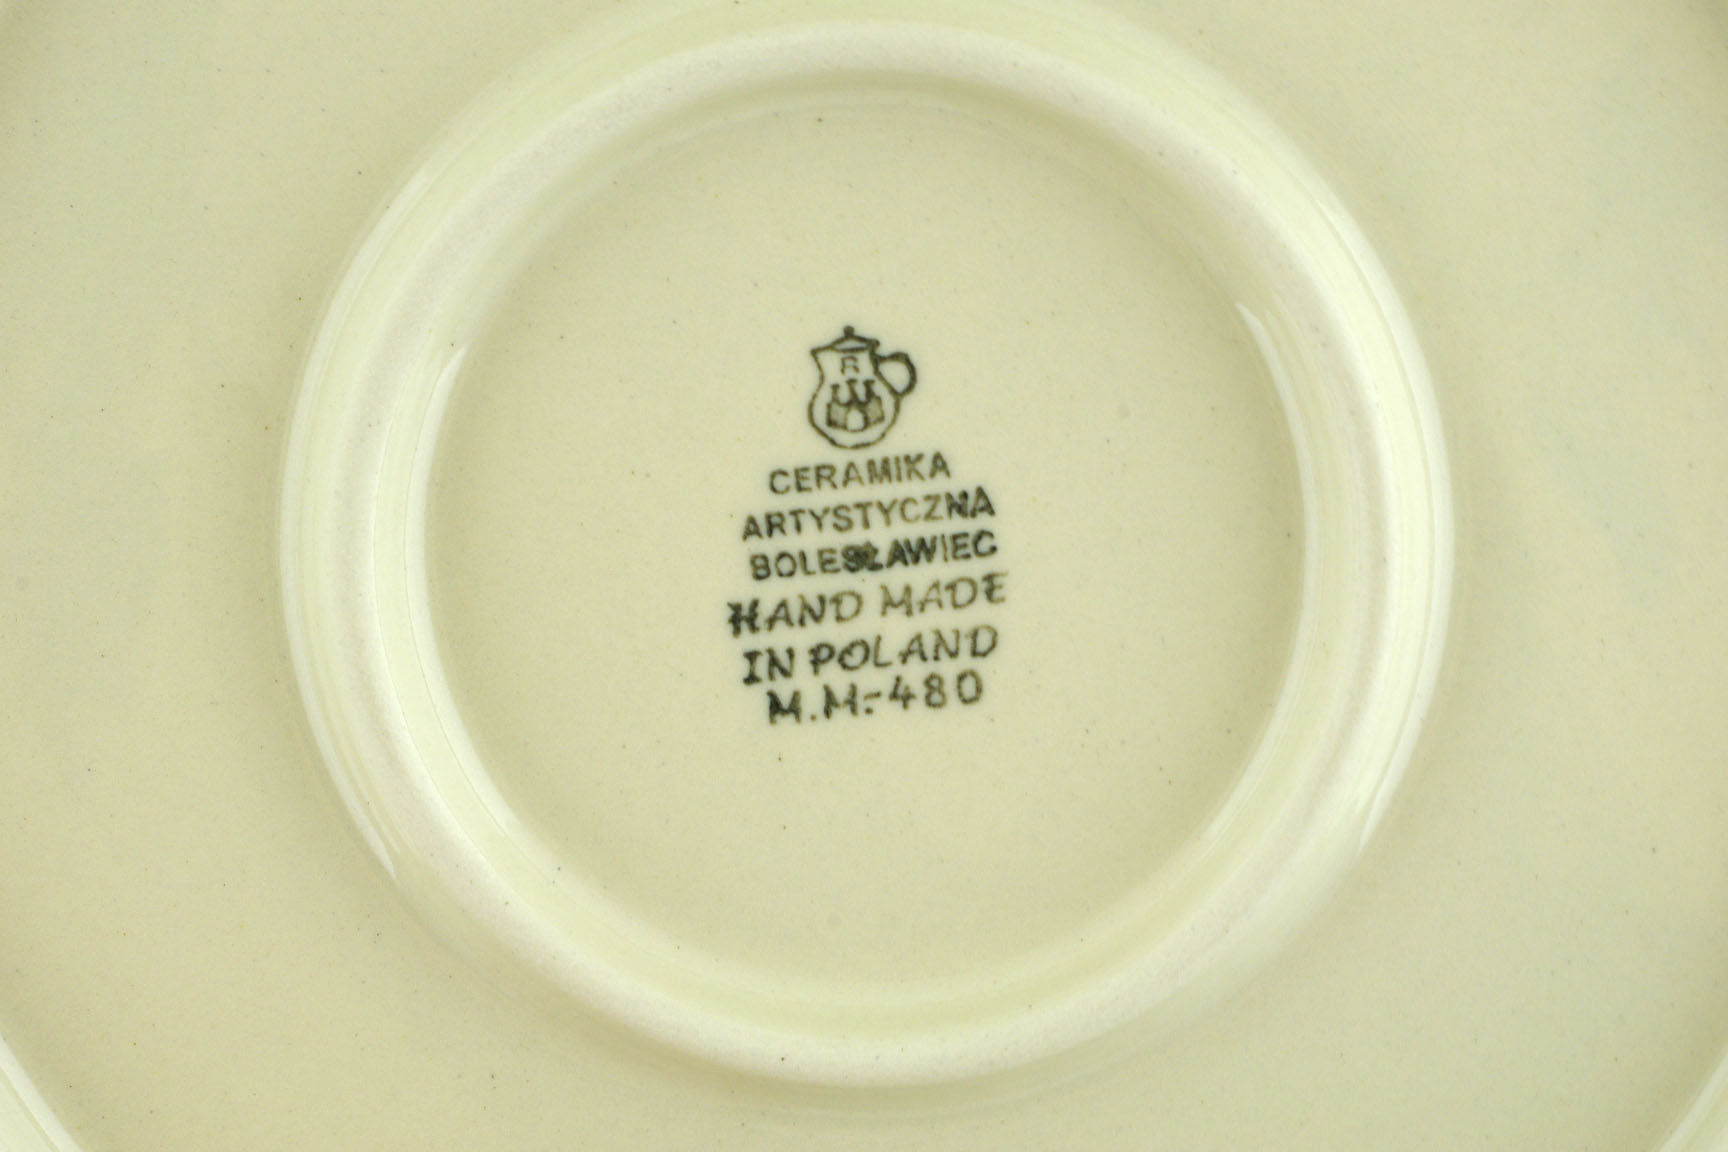 R
CERAMIKA
ARTYSTYCZNA
BOLESŁAWIEC
HAND MADE
IN POLAND
M.M.-480